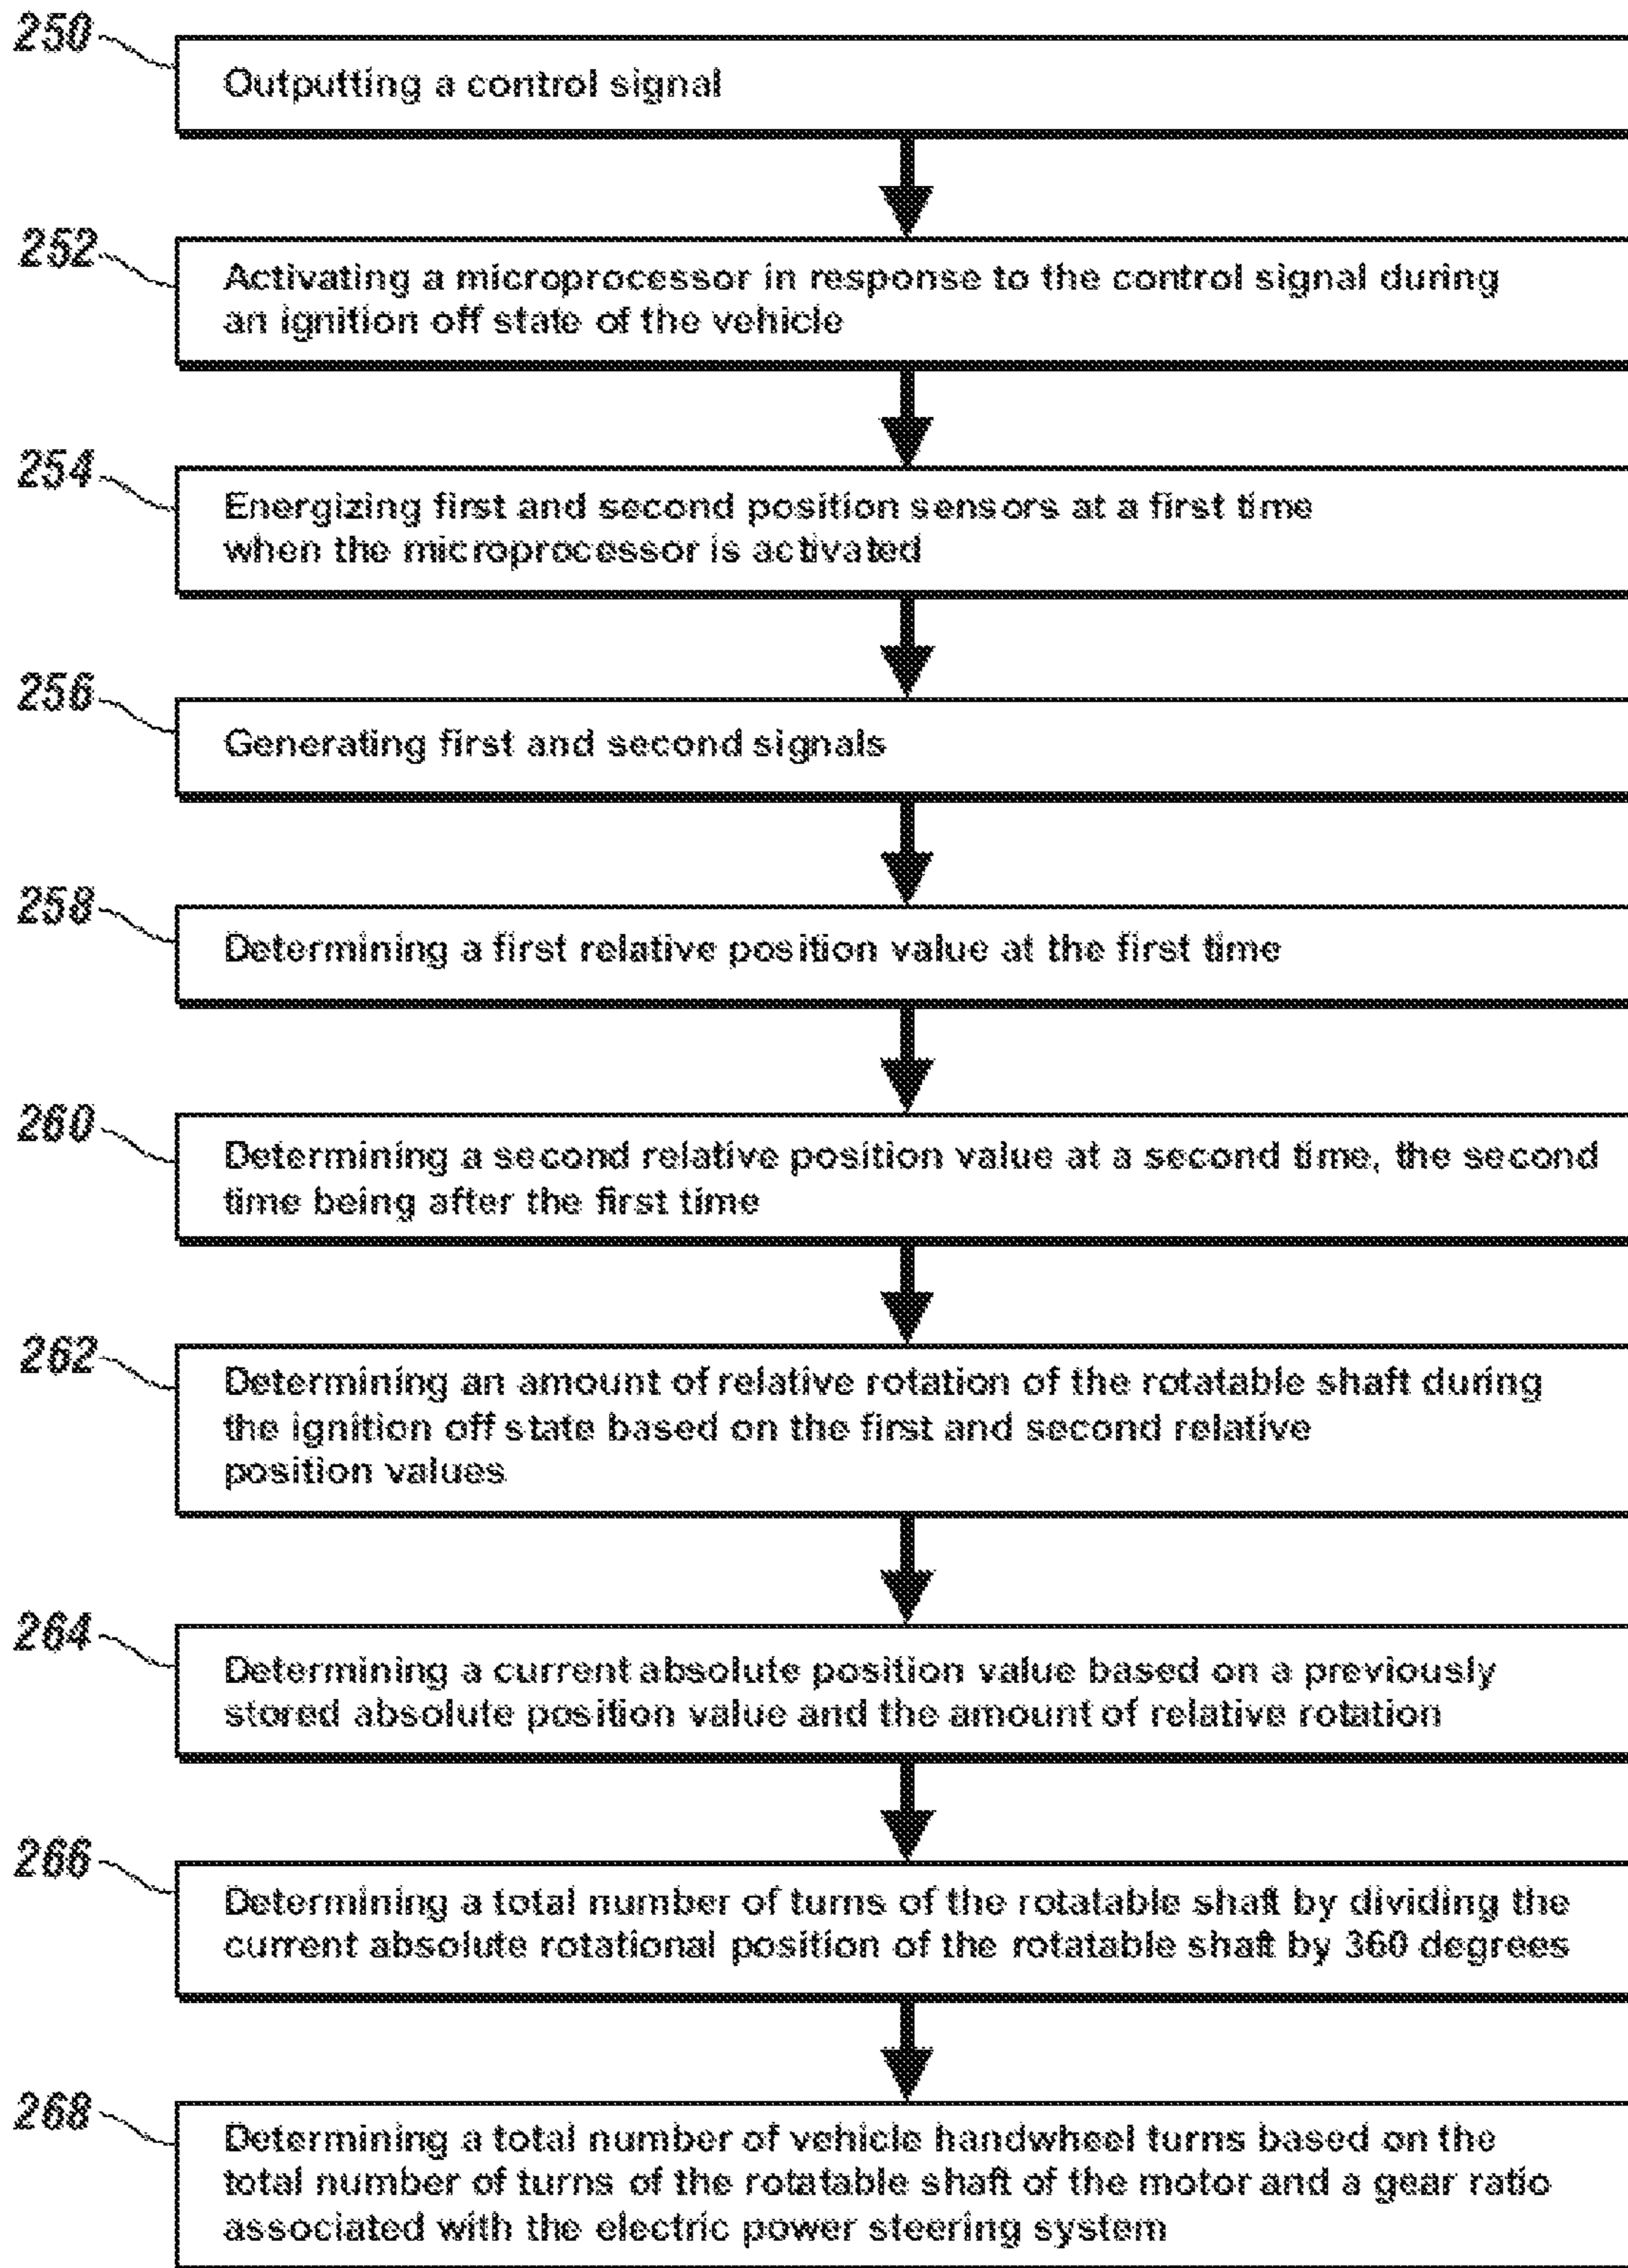 250
Outputting a control signal
252
Activating a microprocessor in response to the control signal during
an ignition off state of the vehicle
254
Energizing first and second position sensors at a first time
when the microprocessor is activated
256
Generating first and second signals
258
Determining a first relative position value at the first time
260
Determining a second relative position value at a second time, the second
time being after the first time
262
Determining an amount of relative rotation of the rotatable shaft during
the ignition off state based on the first and second relative
position values
264
Determining a current absolute position value based on a previously
stored absolute position value and the amount of relative rotation
266
Determining a total number of turns of the rotatable shaft by dividing the
current absolute rotational position of the rotatable shaft by 360 degrees
268
Determining a total number of vehicle handwheel turns based on the
total number of turns of the rotatable shaft of the motor and a gear ratio
associated with the electric power steering system